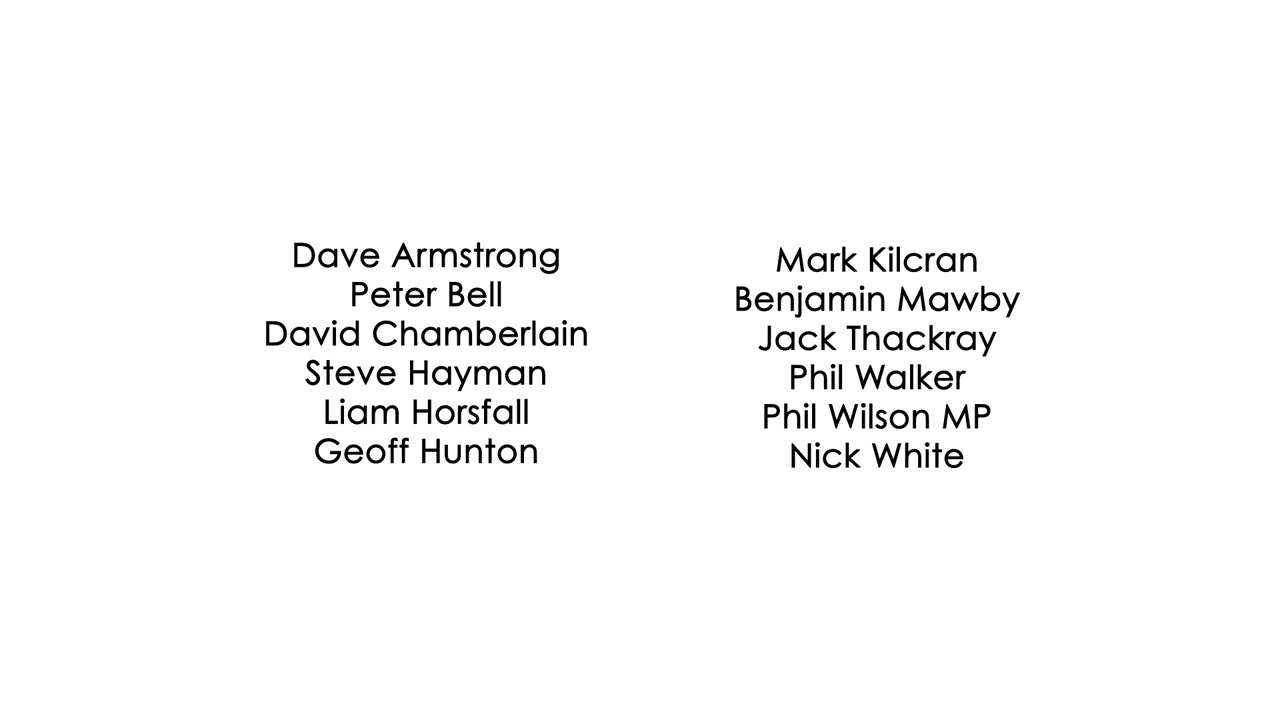 Dave Armstrong
Peter Bell
David Chamberlain
Steve Hayman
Liam Horsfall
Geoff Hunton
Mark Kilcran
Benjamin Mawby
Jack Thackray
Phil Walker
Phil Wilson MP
Nick White